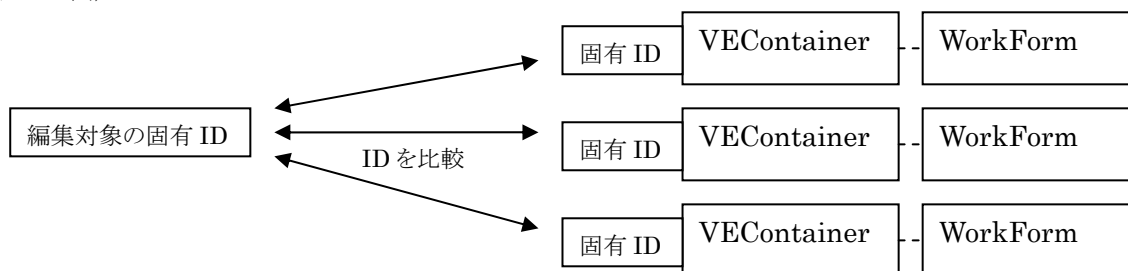 固有 ID VEContainer WorkForm
編集対象の固有 ID
固有 ID VEContainer WorkForm
ID を比較
固有 ID VEContainer WorkForm